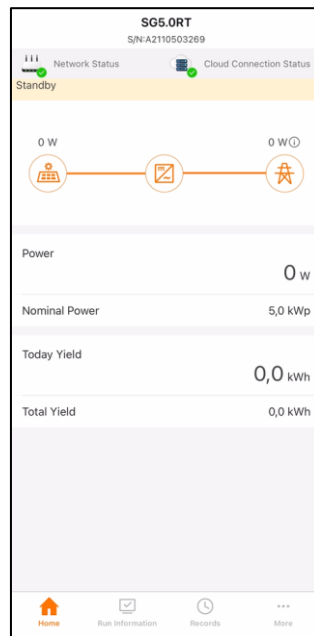 SG5.0RT
S/N:A2110503269
Network Status
Cloud Connection Status
Standby
0 W
0 W
Power
0 W
Nominal Power
5,0 kWp
Today Yield
0,0 kWh
Total Yield
0,0 kWh
Home
Run Information
Records
More